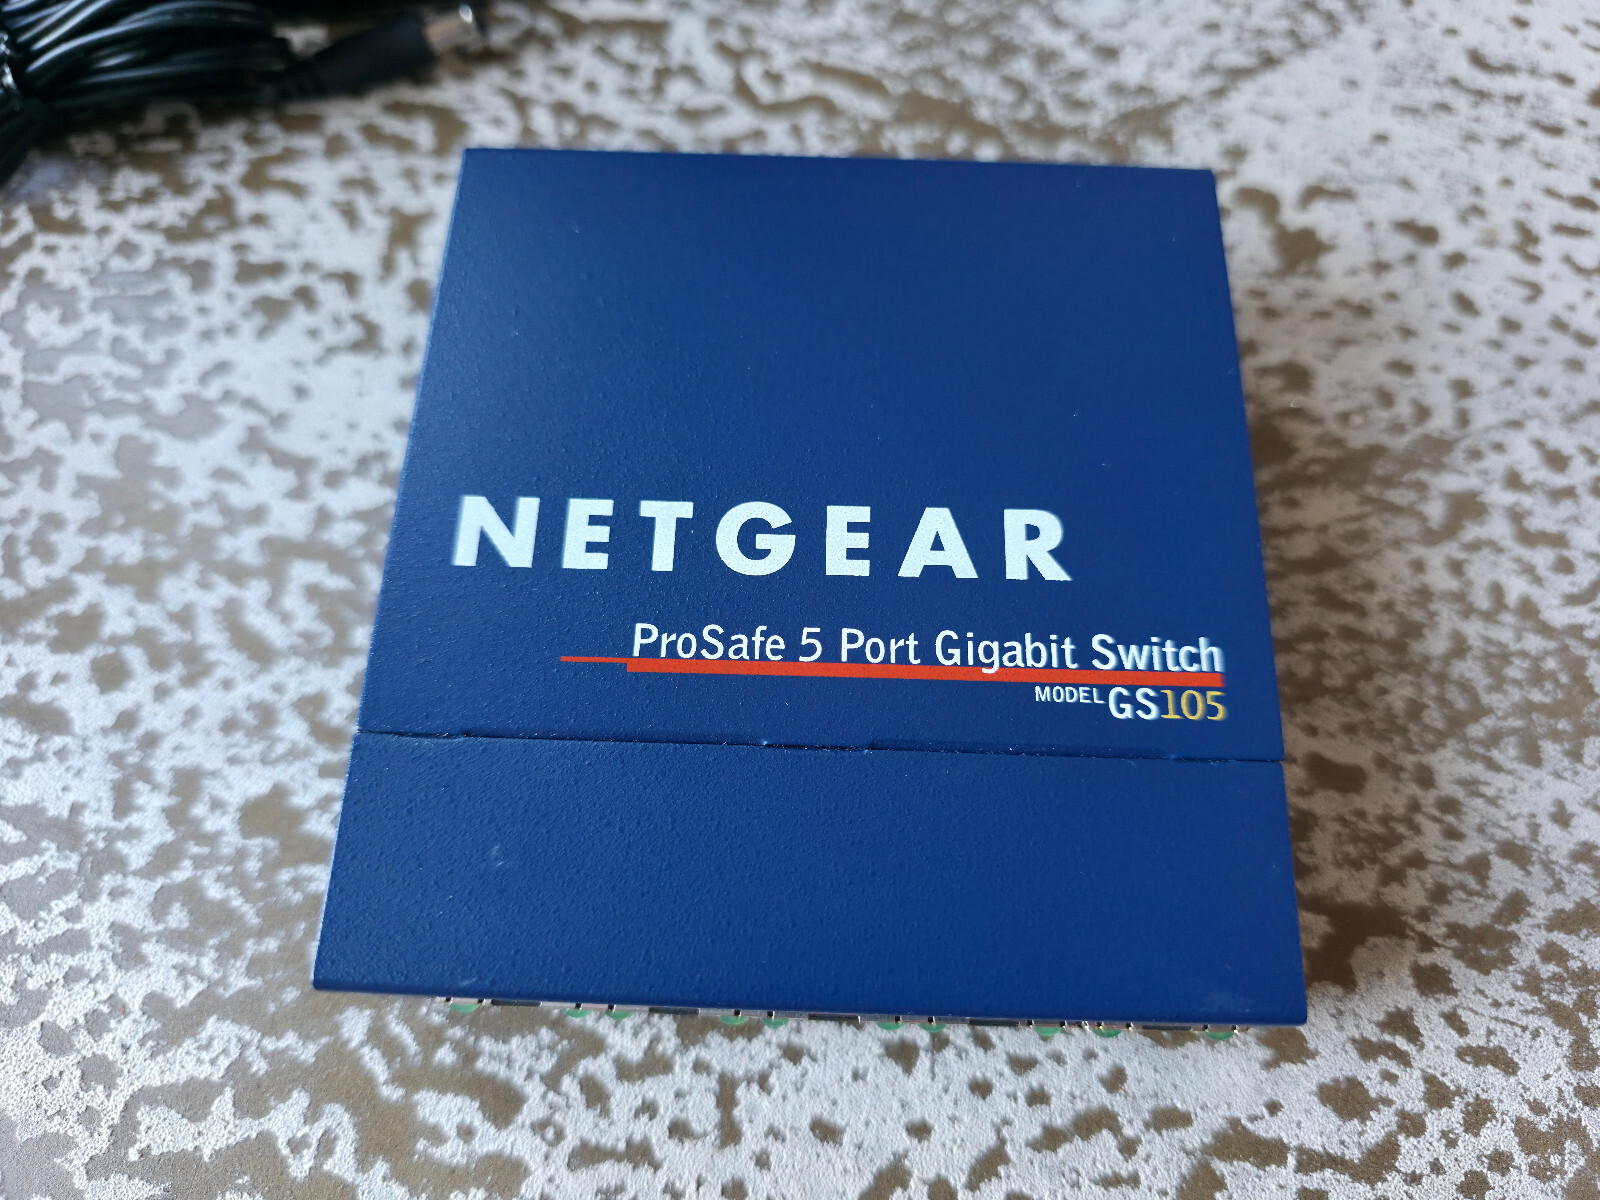 NETGEAR
ProSafe 5 Port Gigabit Switch
MODEL GS105